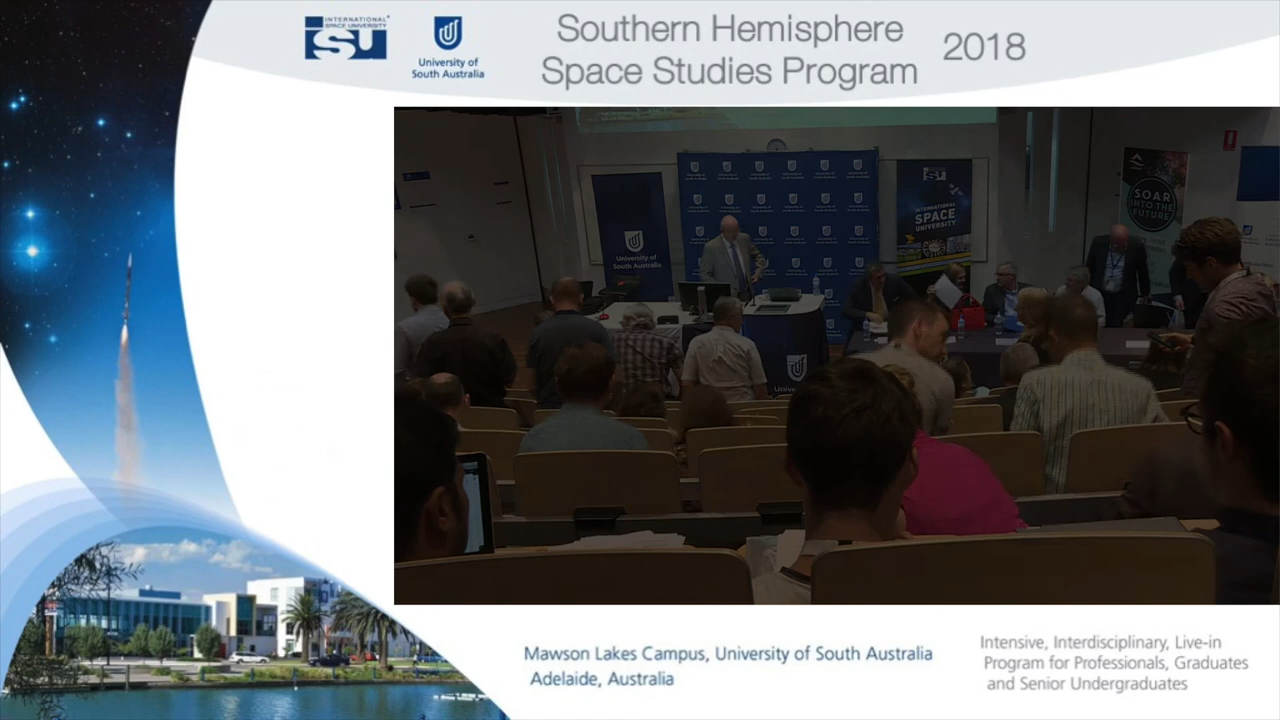 INTERNATIONAL
SPACE UNIVERSITY
ISU
University of
South Australia
Southern Hemisphere
Space Studies Program
2018
University of
South Australia
ISU
INTERNATIONAL
SPACE
UNIVERSITY
SOAR
INTO THE
FUTURE
Mawson Lakes Campus, University of South Australia
Adelaide, Australia
Intensive, Interdisciplinary, Live-in
Program for Professionals, Graduates
and Senior Undergraduates